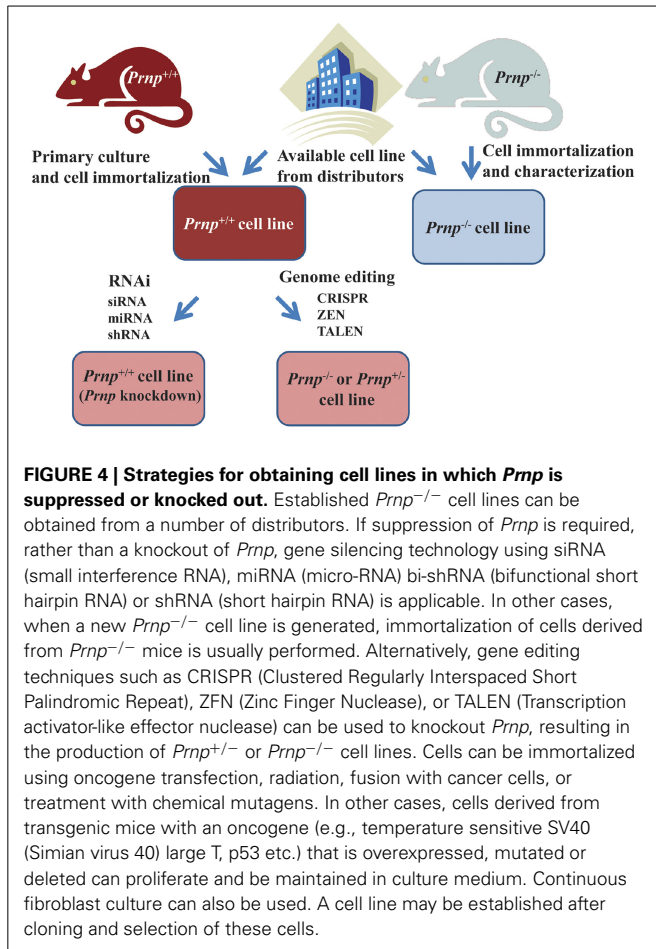 Prnp+/+
Prnp-/-
Primary culture
and cell immortalization
Available cell line
from distributors
Cell immortalization
and characterization
Prnp+/+ cell line
Prnp-/- cell line
RNAi
siRNA
miRNA
shRNA
Genome editing
CRISPR
ZEN
TALEN
Prnp+/+ cell line
(Prnp knockdown)
Prnp-/- or Prnp+/-
cell line
FIGURE 4 | Strategies for obtaining cell lines in which Prnp is
suppressed or knocked out. Established Prnp−/− cell lines can be
obtained from a number of distributors. If suppression of Prnp is required,
rather than a knockout of Prnp, gene silencing technology using siRNA
(small interference RNA), miRNA (micro-RNA) bi-shRNA (bifunctional short
hairpin RNA) or shRNA (short hairpin RNA) is applicable. In other cases,
when a new Prnp−/− cell line is generated, immortalization of cells derived
from Prnp−/− mice is usually performed. Alternatively, gene editing
techniques such as CRISPR (Clustered Regularly Interspaced Short
Palindromic Repeat), ZFN (Zinc Finger Nuclease), or TALEN (Transcription
activator-like effector nuclease) can be used to knockout Prnp, resulting in
the production of Prnp+/− or Prnp−/− cell lines. Cells can be immortalized
using oncogene transfection, radiation, fusion with cancer cells, or
treatment with chemical mutagens. In other cases, cells derived from
transgenic mice with an oncogene (e.g., temperature sensitive SV40
(Simian virus 40) large T, p53 etc.) that is overexpressed, mutated or
deleted can proliferate and be maintained in culture medium. Continuous
fibroblast culture can also be used. A cell line may be established after
cloning and selection of these cells.